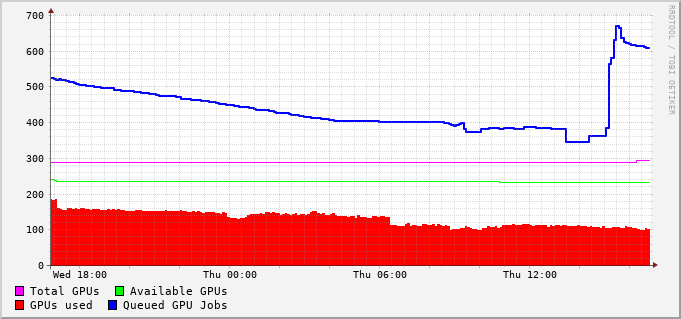 700
600
500
400
300
200
100
0
Wed 18:00 Thu 00:00 Thu 06:00 Thu 12:00
Total GPUs Available GPUs
GPUs used Queued GPU Jobs
RRDTOOL / TOBI OETIKER